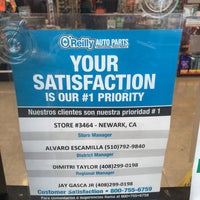 O'Reilly AUTO PARTS
YOUR
SATISFACTION
IS OUR #1 PRIORITY
Nuestros clientes son nuestra prioridad # 1
STORE #3464 - NEWARK, CA
Store Manager
ALVARO ESCAMILLA (510)792-9840
District Manager
DIMITRI TAYLOR (408)299-0198
Regional Manager
JAY GASCA JR (408)299-0198
Customer Satisfaction • 800-755-6759